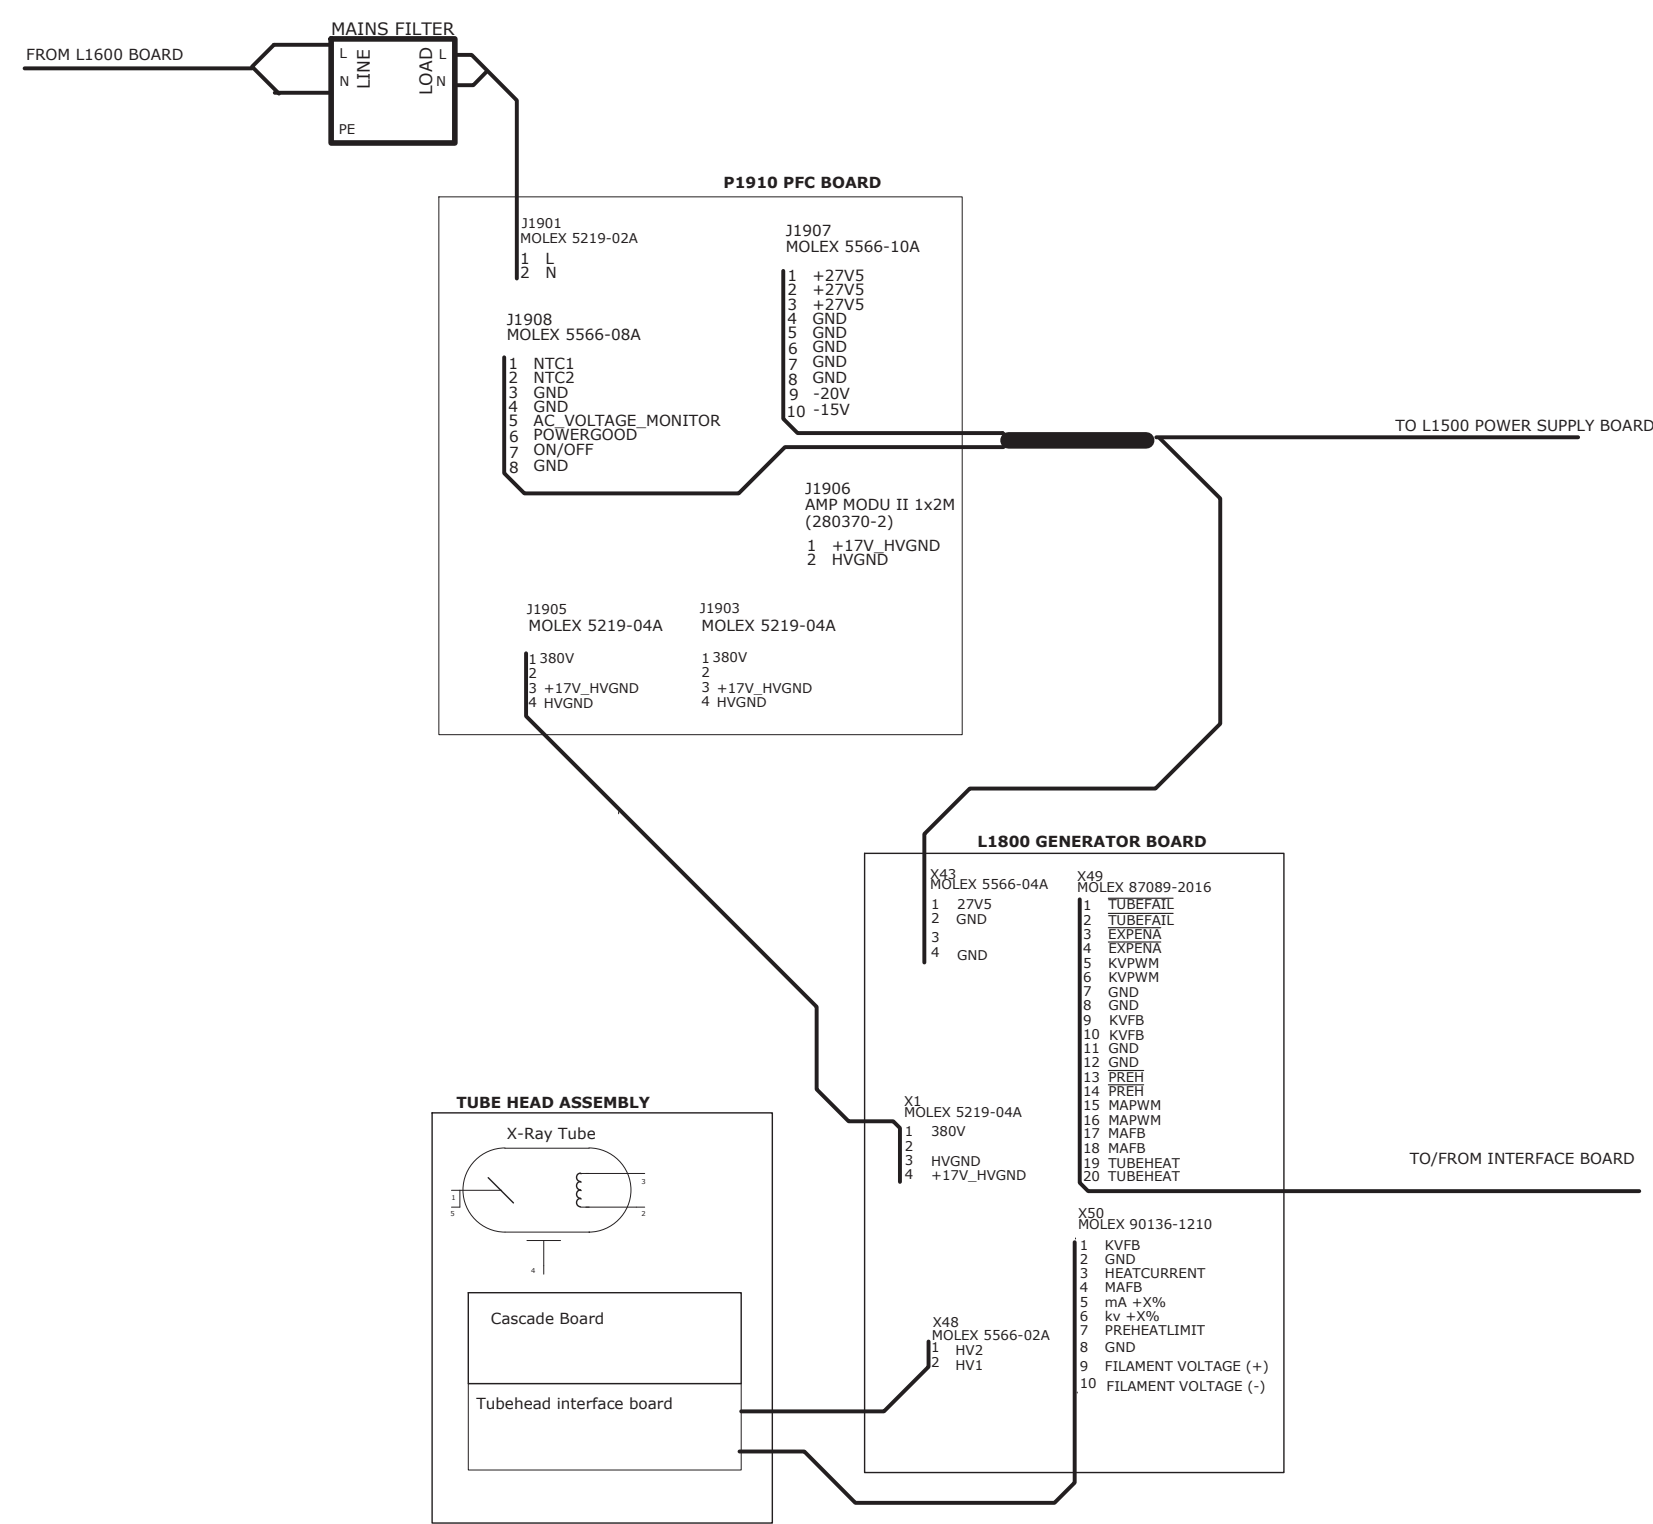 MAINS FILTER
FROM L1600 BOARD
L LINE LOAD L
N N
PE
P1910 PFC BOARD
J1901
MOLEX 5219-02A
1 L
2 N
J1907
MOLEX 5566-10A
1 +27V5
2 +27V5
3 +27V5
4 GND
5 GND
6 GND
7 GND
8 GND
9 -20V
10 -15V
J1908
MOLEX 5566-08A
1 NTC1
2 NTC2
3 GND
4 GND
5 AC_VOLTAGE_MONITOR
6 POWERGOOD
7 ON/OFF
8 GND
TO L1500 POWER SUPPLY BOARD
J1906
AMP MODU II 1x2M
(280370-2)
1 +17V_HVGND
2 HVGND
J1905
MOLEX 5219-04A
1 380V
2
3 +17V_HVGND
4 HVGND
J1903
MOLEX 5219-04A
1 380V
2
3 +17V_HVGND
4 HVGND
L1800 GENERATOR BOARD
X43
MOLEX 5566-04A
1 27V5
2 GND
3
4 GND
X49
MOLEX 87089-2016
1 TUBEFAIL
2 TUBEFAIL
3 EXPENA
4 EXPENA
5 KVPWM
6 KVPWM
7 GND
8 GND
9 KVFB
10 KVFB
11 GND
12 GND
13 PREH
14 PREH
15 MAPWM
16 MAPWM
17 MAFB
18 MAFB
19 TUBEHEAT
20 TUBEHEAT
TO/FROM INTERFACE BOARD
X1
MOLEX 5219-04A
1 380V
2
3 HVGND
4 +17V_HVGND
X50
MOLEX 90136-1210
1 KVFB
2 GND
3 HEATCURRENT
4 MAFB
5 mA +X%
6 kv +X%
7 PREHEATLIMIT
8 GND
9 FILAMENT VOLTAGE (+)
10 FILAMENT VOLTAGE (-)
X48
MOLEX 5566-02A
1 HV2
2 HV1
TUBE HEAD ASSEMBLY
X-Ray Tube
3
1
5
2
4
Cascade Board
Tubehead interface board